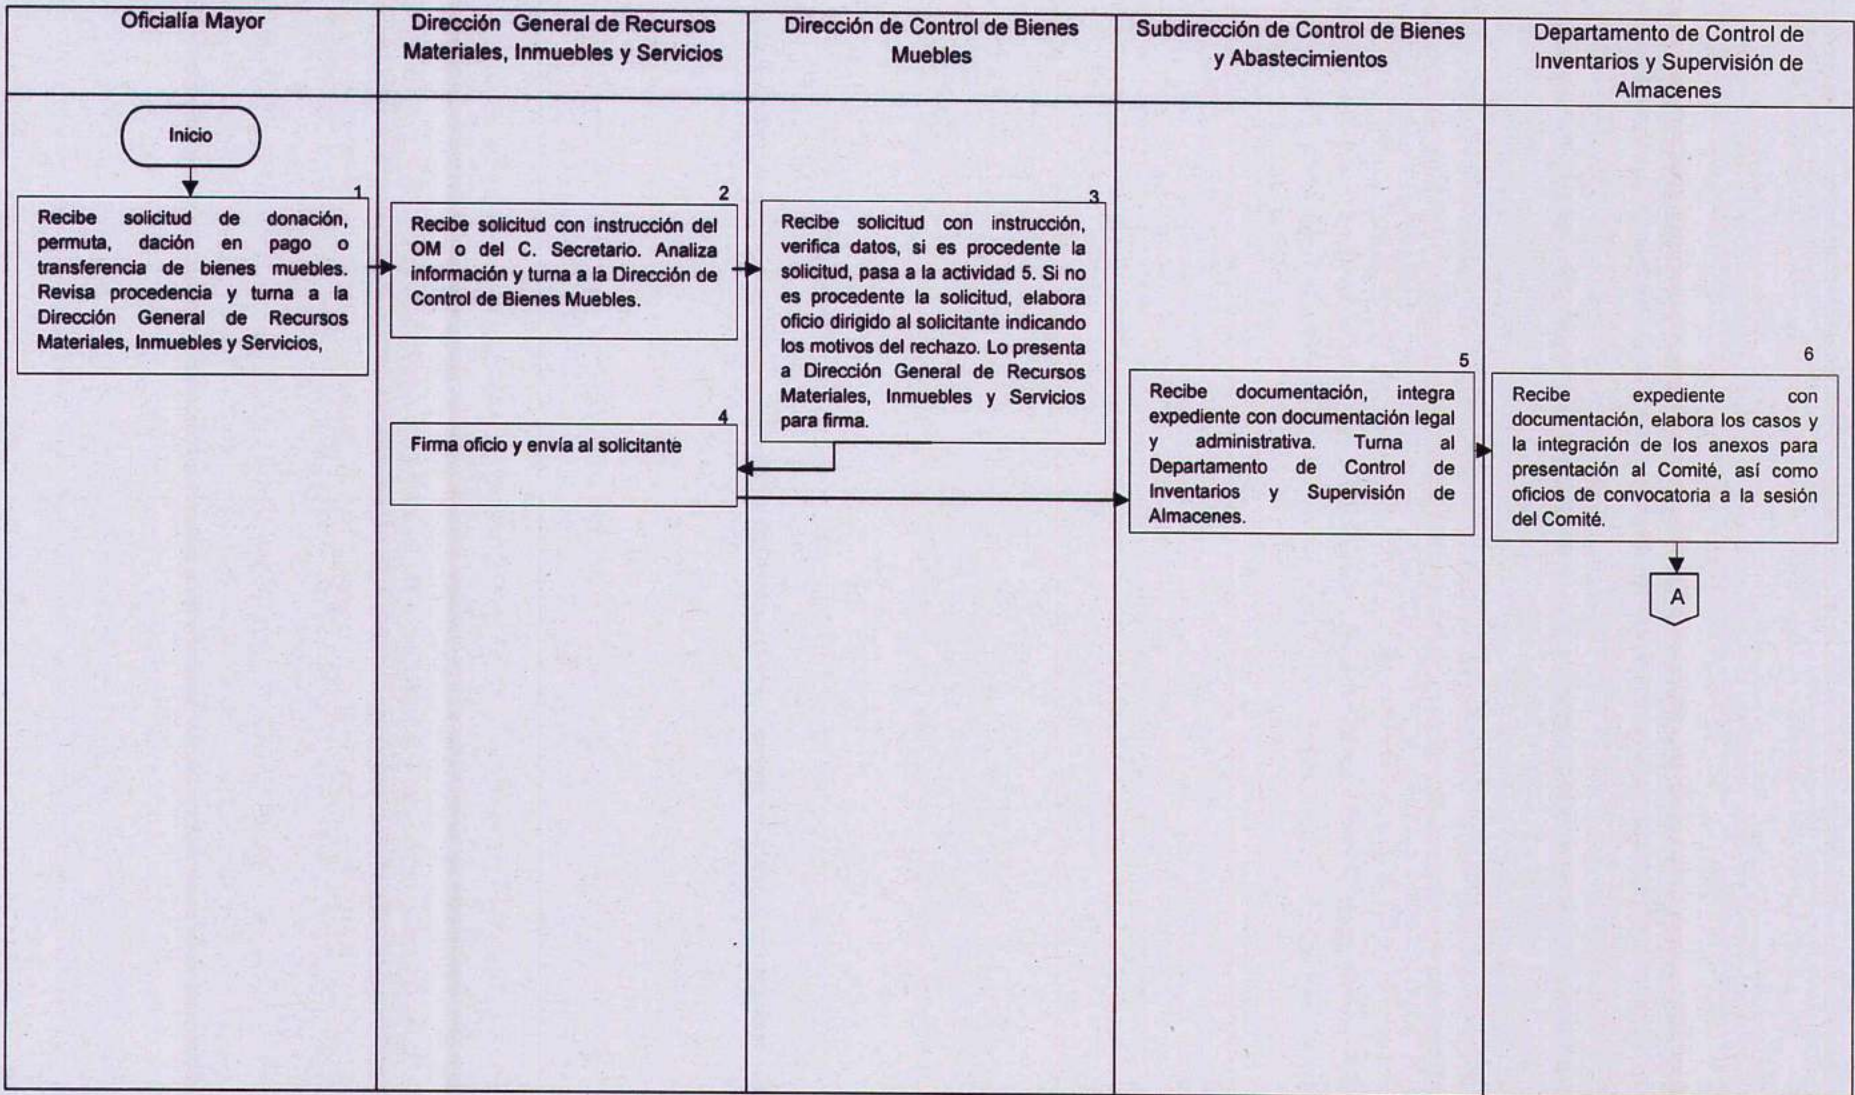 Oficialía Mayor
Dirección General de Recursos
Materiales, Inmuebles y Servicios
Dirección de Control de Bienes
Muebles
Subdirección de Control de Bienes
y Abastecimientos
Departamento de Control de
Inventarios y Supervisión de
Almacenes
Inicio
1
Recibe solicitud de donación,
permuta, dación en pago o
transferencia de bienes muebles.
Revisa procedencia y turna a la
Dirección General de Recursos
Materiales, Inmuebles y Servicios,
2
Recibe solicitud con instrucción del
OM o del C. Secretario. Analiza
información y turna a la Dirección de
Control de Bienes Muebles.
3
Recibe solicitud con instrucción,
verifica datos, si es procedente la
solicitud, pasa a la actividad 5. Si no
es procedente la solicitud, elabora
oficio dirigido al solicitante indicando
los motivos del rechazo. Lo presenta
a Dirección General de Recursos
Materiales, Inmuebles y Servicios
para firma.
4
Firma oficio y envía al solicitante
5
Recibe documentación, integra
expediente con documentación legal
y administrativa. Turna al
Departamento de Control de
Inventarios y Supervisión de
Almacenes.
6
Recibe expediente con
documentación, elabora los casos y
la integración de los anexos para
presentación al Comité, así como
oficios de convocatoria a la sesión
del Comité.
A